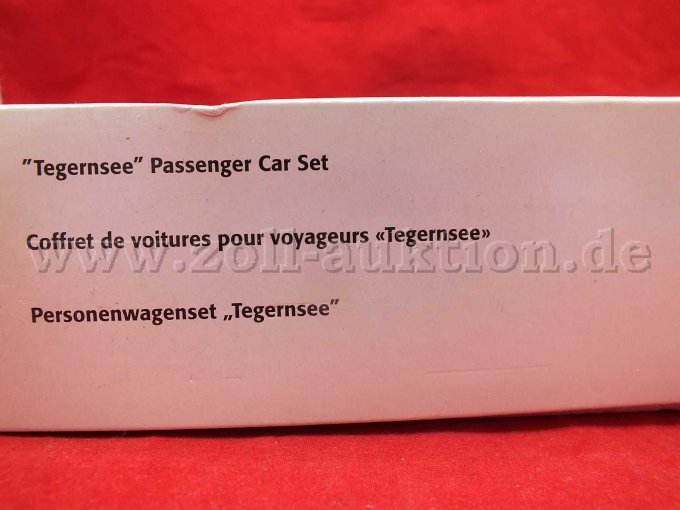 "Tegernsee" Passenger Car Set
Coffret de voitures pour voyageurs «Tegernsee»
www.zoll-auktion.de
Personenwagenset „Tegernsee"